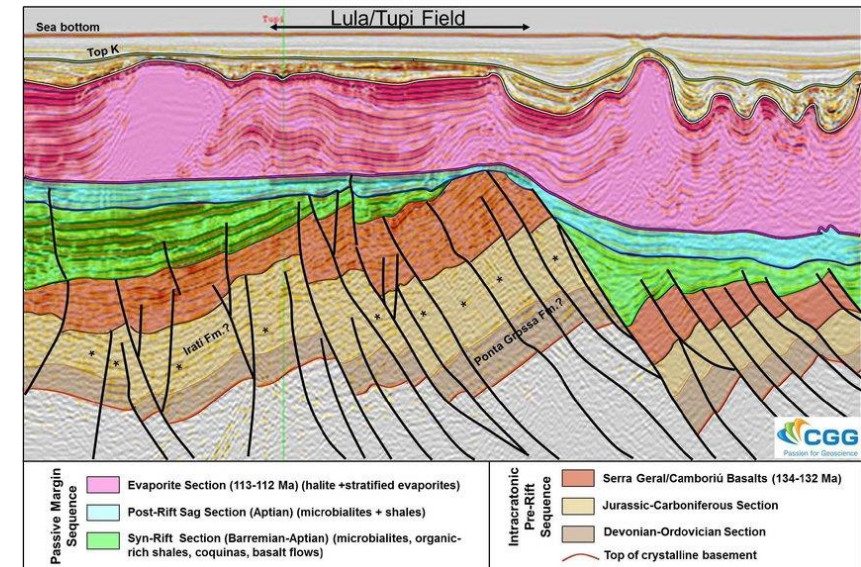 Tupi
Lula/Tupi Field
Sea bottom
Top K
Irati Fm.?
Ponta Grossa Fm.?
CGG
Passion for Geoscience
Passive Margin
Sequence
Evaporite Section (113-112 Ma) (halite +stratified evaporites)
Post-Rift Sag Section (Aptian) (microbialites + shales)
Syn-Rift Section (Barremian-Aptian) (microbialites, organic-
rich shales, coquinas, basalt flows)
Intracratonic
Pre-Rift
Sequence
Serra Geral/Camboriú Basalts (134-132 Ma)
Jurassic-Carboniferous Section
Devonian-Ordovician Section
Top of crystalline basement